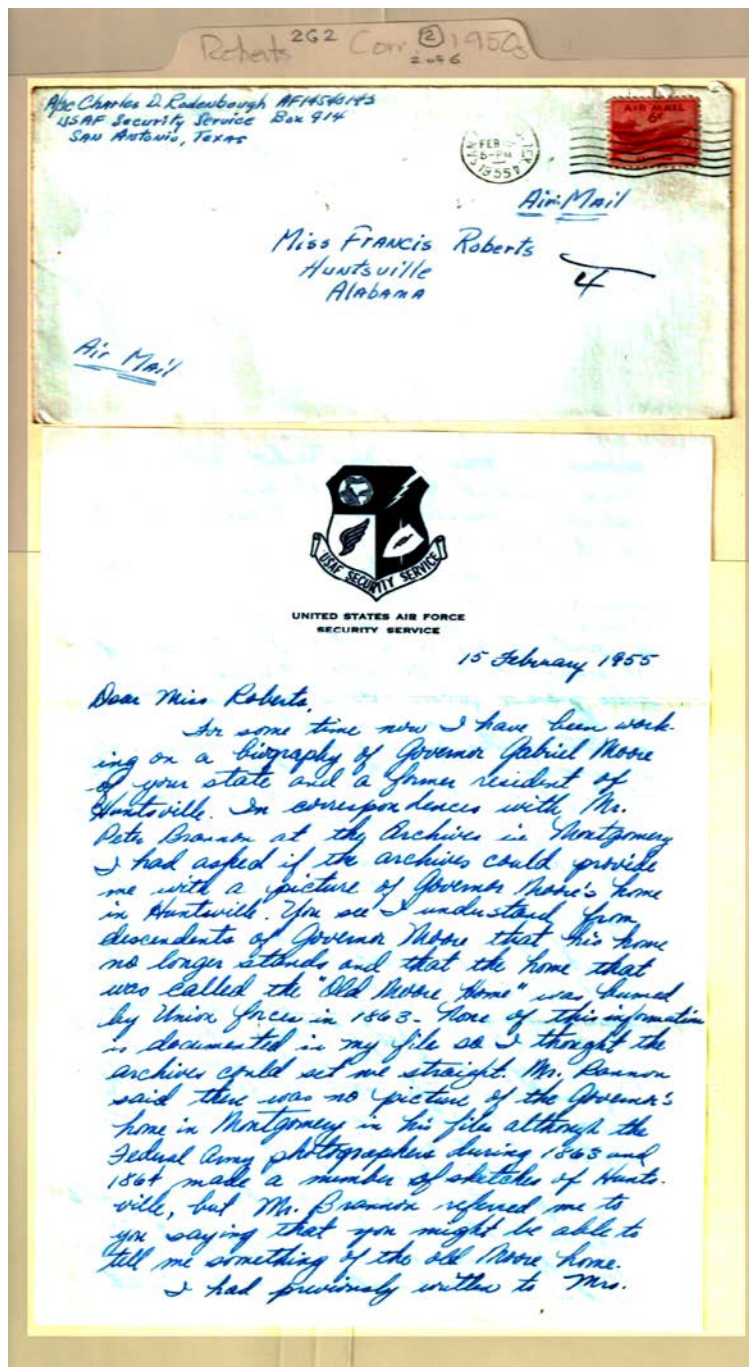 Roberts 2G2 Corr ② 1950s
2 of 6
A/2c Charles D. Rodenbough AF14540145
USAF Security Service Box 914
San Antonio, Texas
AIR MAIL
6¢
FEB
6-PM
1955
TEX.
Air Mail
Miss Francis Roberts
Huntsville
Alabama
4
Air Mail
USAF SECURITY SERVICE
UNITED STATES AIR FORCE
SECURITY SERVICE
15 February 1955
Dear Miss Roberts,
For some time now I have been work-
ing on a biography of Governor Gabriel Moore
of your state and a former resident of
Huntsville. In correspondences with Mr.
Peter Brannon at the Archives in Montgomery
I had asked if the archives could provide
me with a picture of Governor Moore's home
in Huntsville. You see I understand from
descendents of Governor Moore that his home
no longer stands and that the home that
was called the "Old Moore Home" was burned
by Union forces in 1863- None of this information
is documented in my file so I thought the
archives could set me straight. Mr. Bannon
said there was no picture of the Governor's
home in Montgomery in his files although the
Federal Army photographers during 1863 and
1864 made a member of sketches of Hunts-
ville, but Mr. Brannon referred me to
you saying that you might be able to
tell me something of the old Moore home.
I had previously written to Mrs.